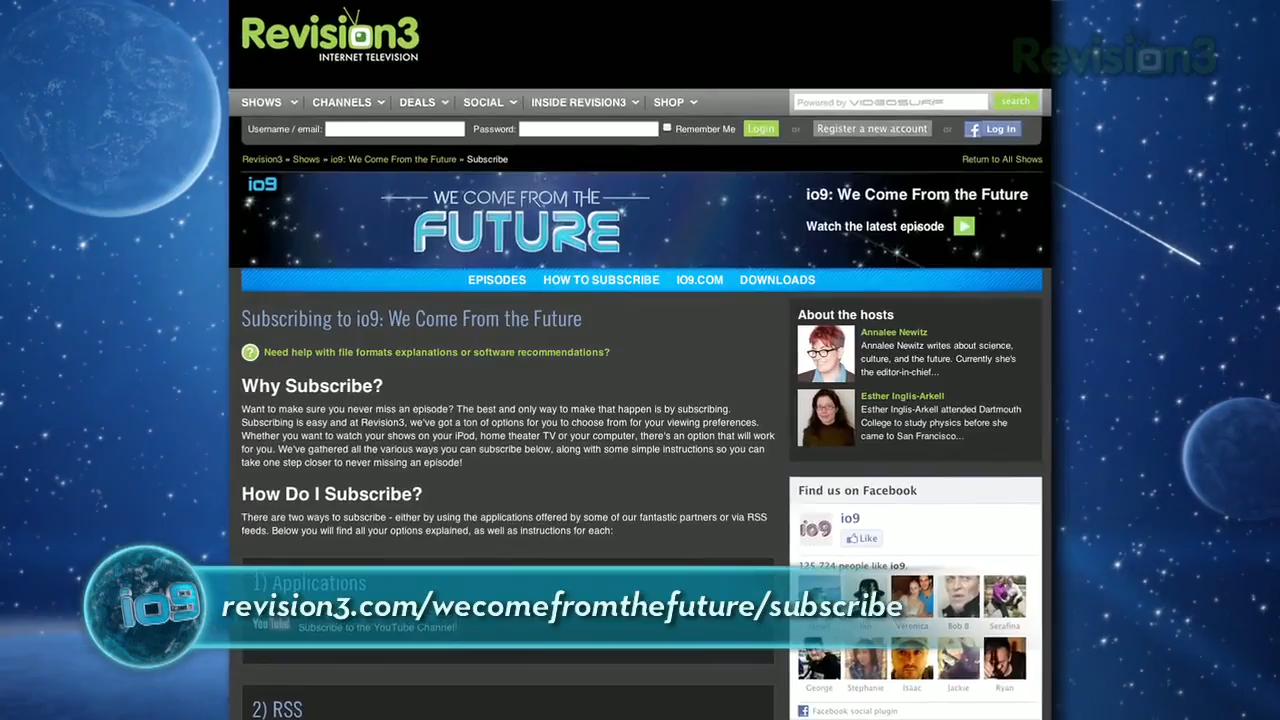 Revision3
INTERNET TELEVISION
Revision3
SHOWS CHANNELS DEALS SOCIAL INSIDE REVISION3 SHOP
Powered by VIDEOSURF search
Username / email: Password: Remember Me Login or Register a new account or f Log In
Revision3 » Shows » io9: We Come From the Future » Subscribe
Return to All Shows
io9
WE COME FROM THE
FUTURE
io9: We Come From the Future
Watch the latest episode
EPISODES HOW TO SUBSCRIBE IO9.COM DOWNLOADS
Subscribing to io9: We Come From the Future
? Need help with file formats explanations or software recommendations?
Why Subscribe?
Want to make sure you never miss an episode? The best and only way to make that happen is by subscribing.
Subscribing is easy and at Revision3, we've got a ton of options for you to choose from for your viewing preferences.
Whether you want to watch your shows on your iPod, home theater TV or your computer, there's an option that will work
for you. We've gathered all the various ways you can subscribe below, along with some simple instructions so you can
take one step closer to never missing an episode!
How Do I Subscribe?
There are two ways to subscribe - either by using the applications offered by some of our fantastic partners or via RSS
feeds. Below you will find all your options explained, as well as instructions for each:
1) Applications
YouTube Subscribe to the YouTube Channel!
2) RSS
About the hosts
Annalee Newitz
Annalee Newitz writes about science,
culture, and the future. Currently she's
the editor-in-chief...
Esther Inglis-Arkell
Esther Inglis-Arkell attended Dartmouth
College to study physics before she
came to San Francisco...
Find us on Facebook
io9
io9
Like
125,724 people like io9.
Veronica Bob B Serafina
George Stephanie Isaac Jackie Ryan
f Facebook social plugin
io9
revision3.com/wecomefromthefuture/subscribe